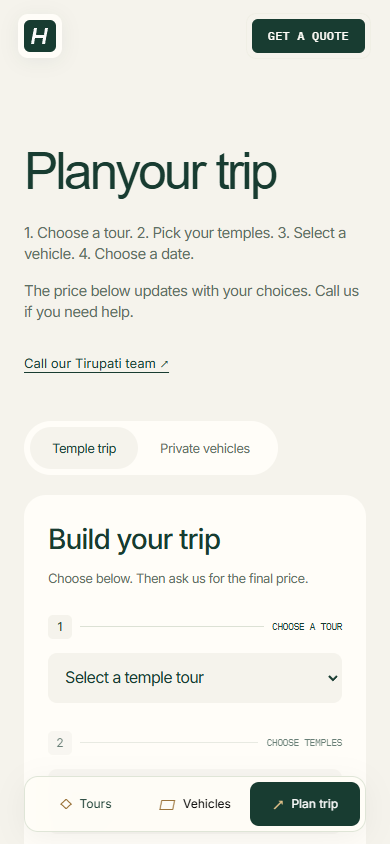 H
GET A QUOTE
Planyour trip
1. Choose a tour. 2. Pick your temples. 3. Select a
vehicle. 4. Choose a date.
The price below updates with your choices. Call us
if you need help.
Call our Tirupati team ↗
Temple trip
Private vehicles
Build your trip
Choose below. Then ask us for the final price.
1
CHOOSE A TOUR
Select a temple tour
2
CHOOSE TEMPLES
Tours
Vehicles
↗ Plan trip